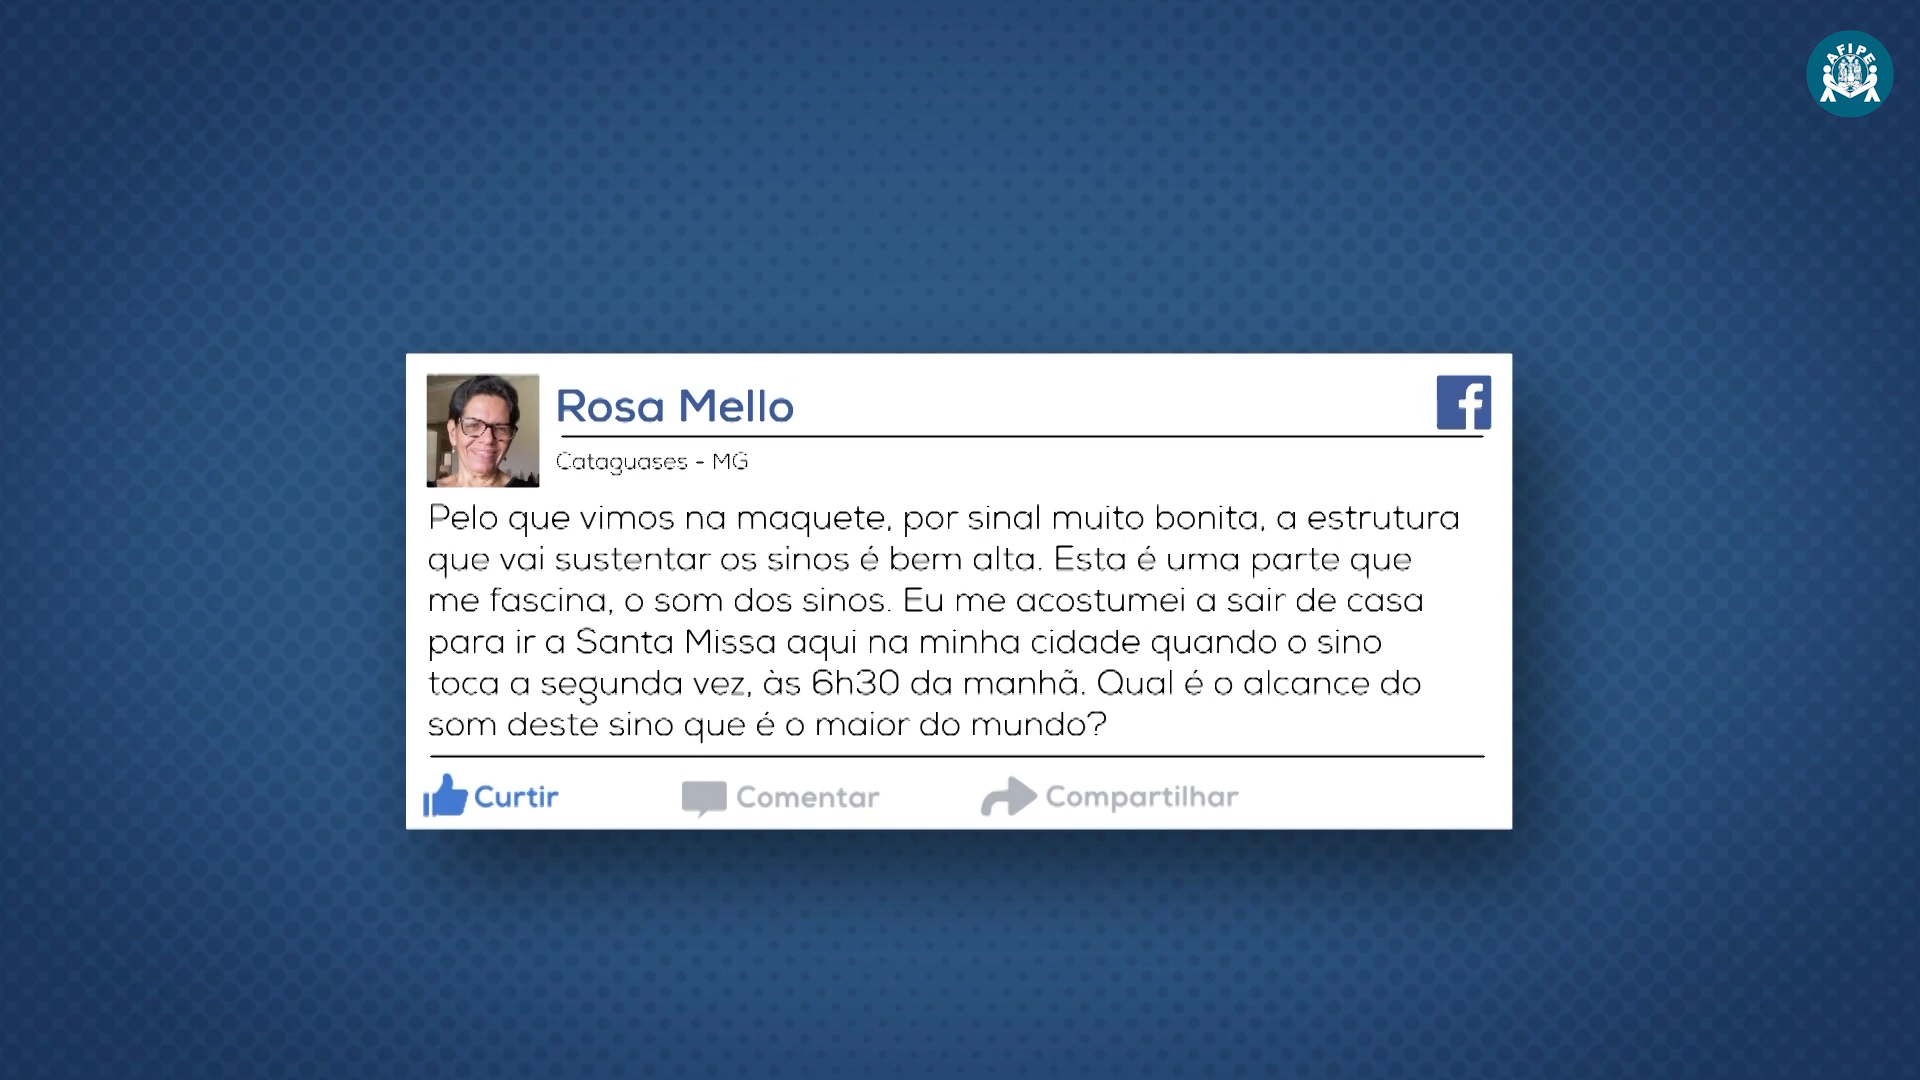 AFIPE
Rosa Mello
Cataguases - MG
Pelo que vimos na maquete, por sinal muito bonita, a estrutura
que vai sustentar os sinos é bem alta. Esta é uma parte que
me fascina, o som dos sinos. Eu me acostumei a sair de casa
para ir a Santa Missa aqui na minha cidade quando o sino
toca a segunda vez, às 6h30 da manhã. Qual é o alcance do
som deste sino que é o maior do mundo?
Curtir Comentar Compartilhar